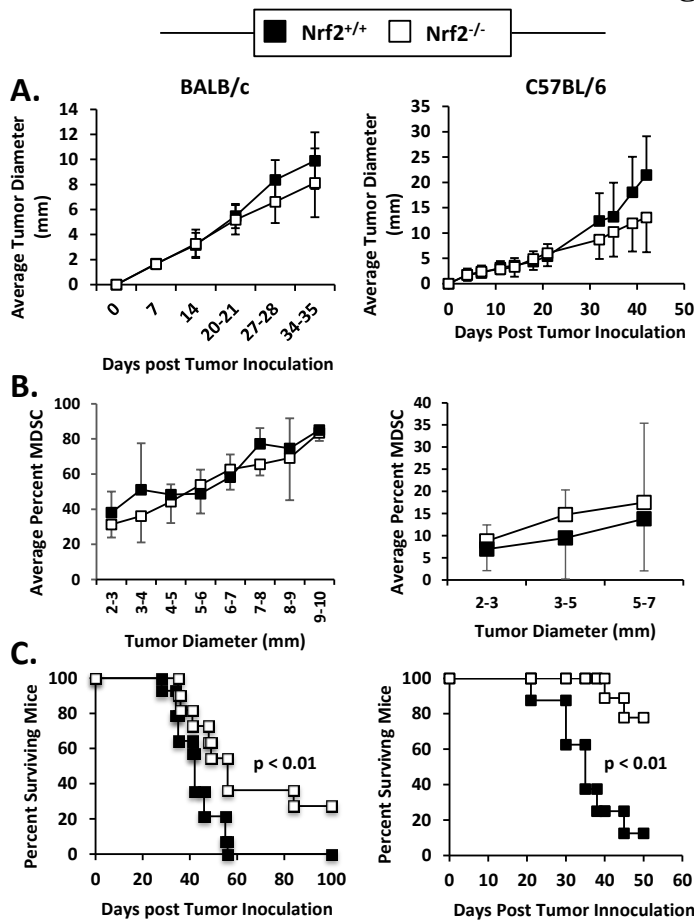 g
Nrf2+/+ Nrf2-/-
A.
BALB/c
C57BL/6
Average Tumor Diameter
(mm)
14
12
10
8
6
4
2
0
0
7
14
20-21
27-28
34-35
Days post Tumor Inoculation
Average Tumor Diameter
(mm)
35
30
25
20
15
10
5
0
0 10 20 30 40 50
Days Post Tumor Inoculation
B.
Average Percent MDSC
100
80
60
40
20
0
2-3
3-4
4-5
5-6
6-7
7-8
8-9
9-10
Tumor Diameter (mm)
Average Percent MDSC
40
35
30
25
20
15
10
5
0
2-3 3-5 5-7
Tumor Diameter (mm)
C.
Percent Surviving Mice
100
80
60
40
20
0
p < 0.01
0 20 40 60 80 100
Days post Tumor Inoculation
Percent Surviving Mice
100
80
60
40
20
0
p < 0.01
0 10 20 30 40 50 60
Days Post Tumor Innoculation